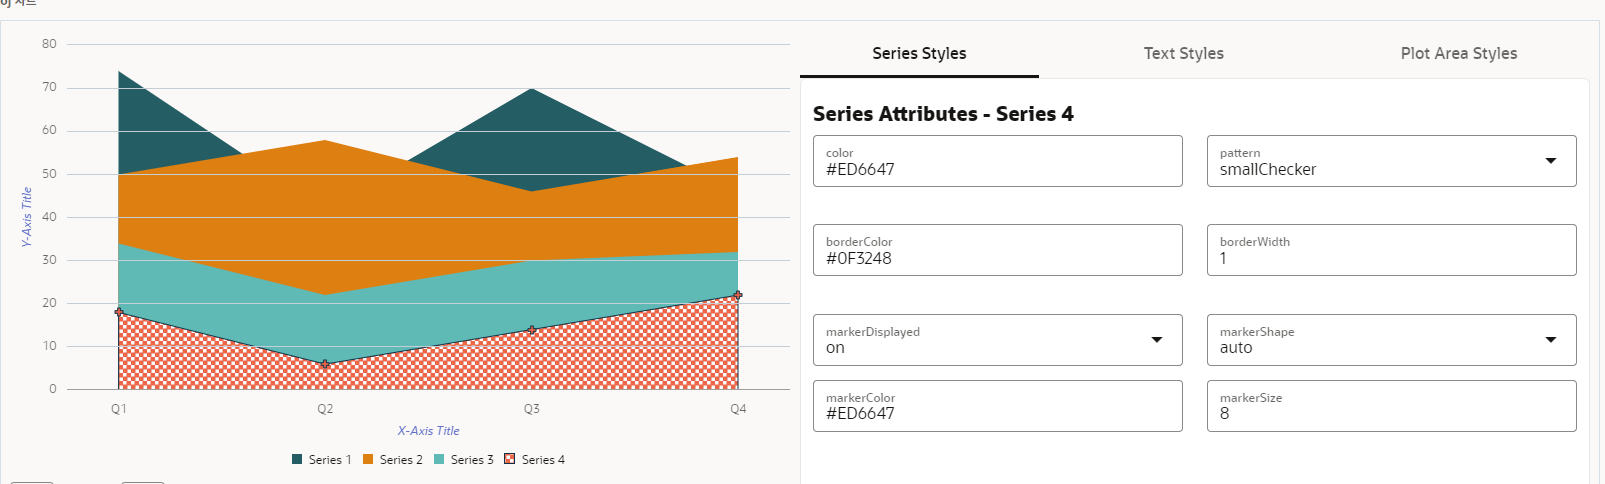 80
70
60
50
40
30
20
10
0
Y-Axis Title
Q1 Q2 Q3 Q4
X-Axis Title
Series 1 Series 2 Series 3 Series 4
Series Styles Text Styles Plot Area Styles
Series Attributes - Series 4
color
#ED6647
pattern
smallChecker
borderColor
#0F3248
borderWidth
1
markerDisplayed
on
markerShape
auto
markerColor
#ED6647
markerSize
8